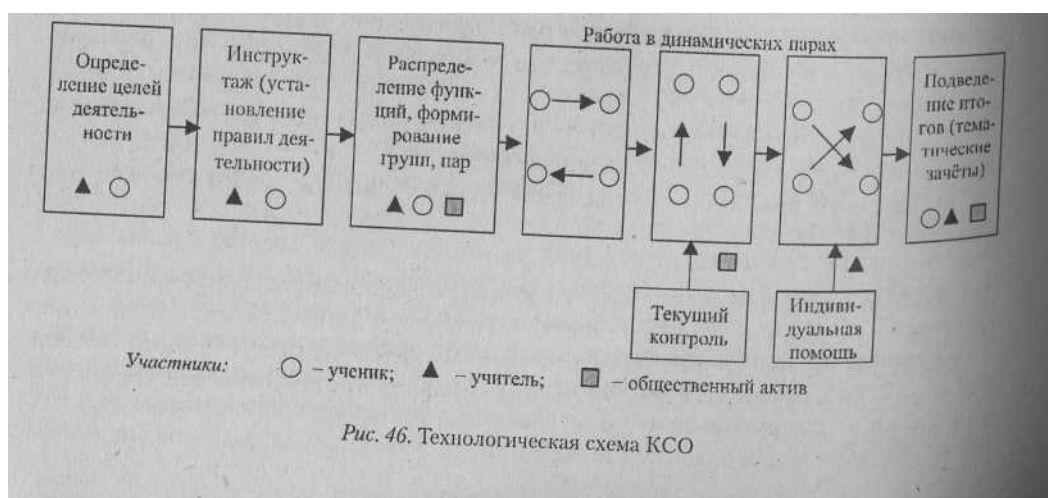 Работа в динамических парах
Опреде-
ление целей
деятель-
ности
Инструк-
таж (уста-
новление
правил дея-
тельности)
Распреде-
ление функ-
ций, форми-
рование
групп, пар
Подведе-
ние ито-
гов (тема-
тические
зачёты)
Текущий
контроль
Индиви-
дуальная
помощь
Участники: – ученик; – учитель; – общественный актив
Рис. 46. Технологическая схема КСО